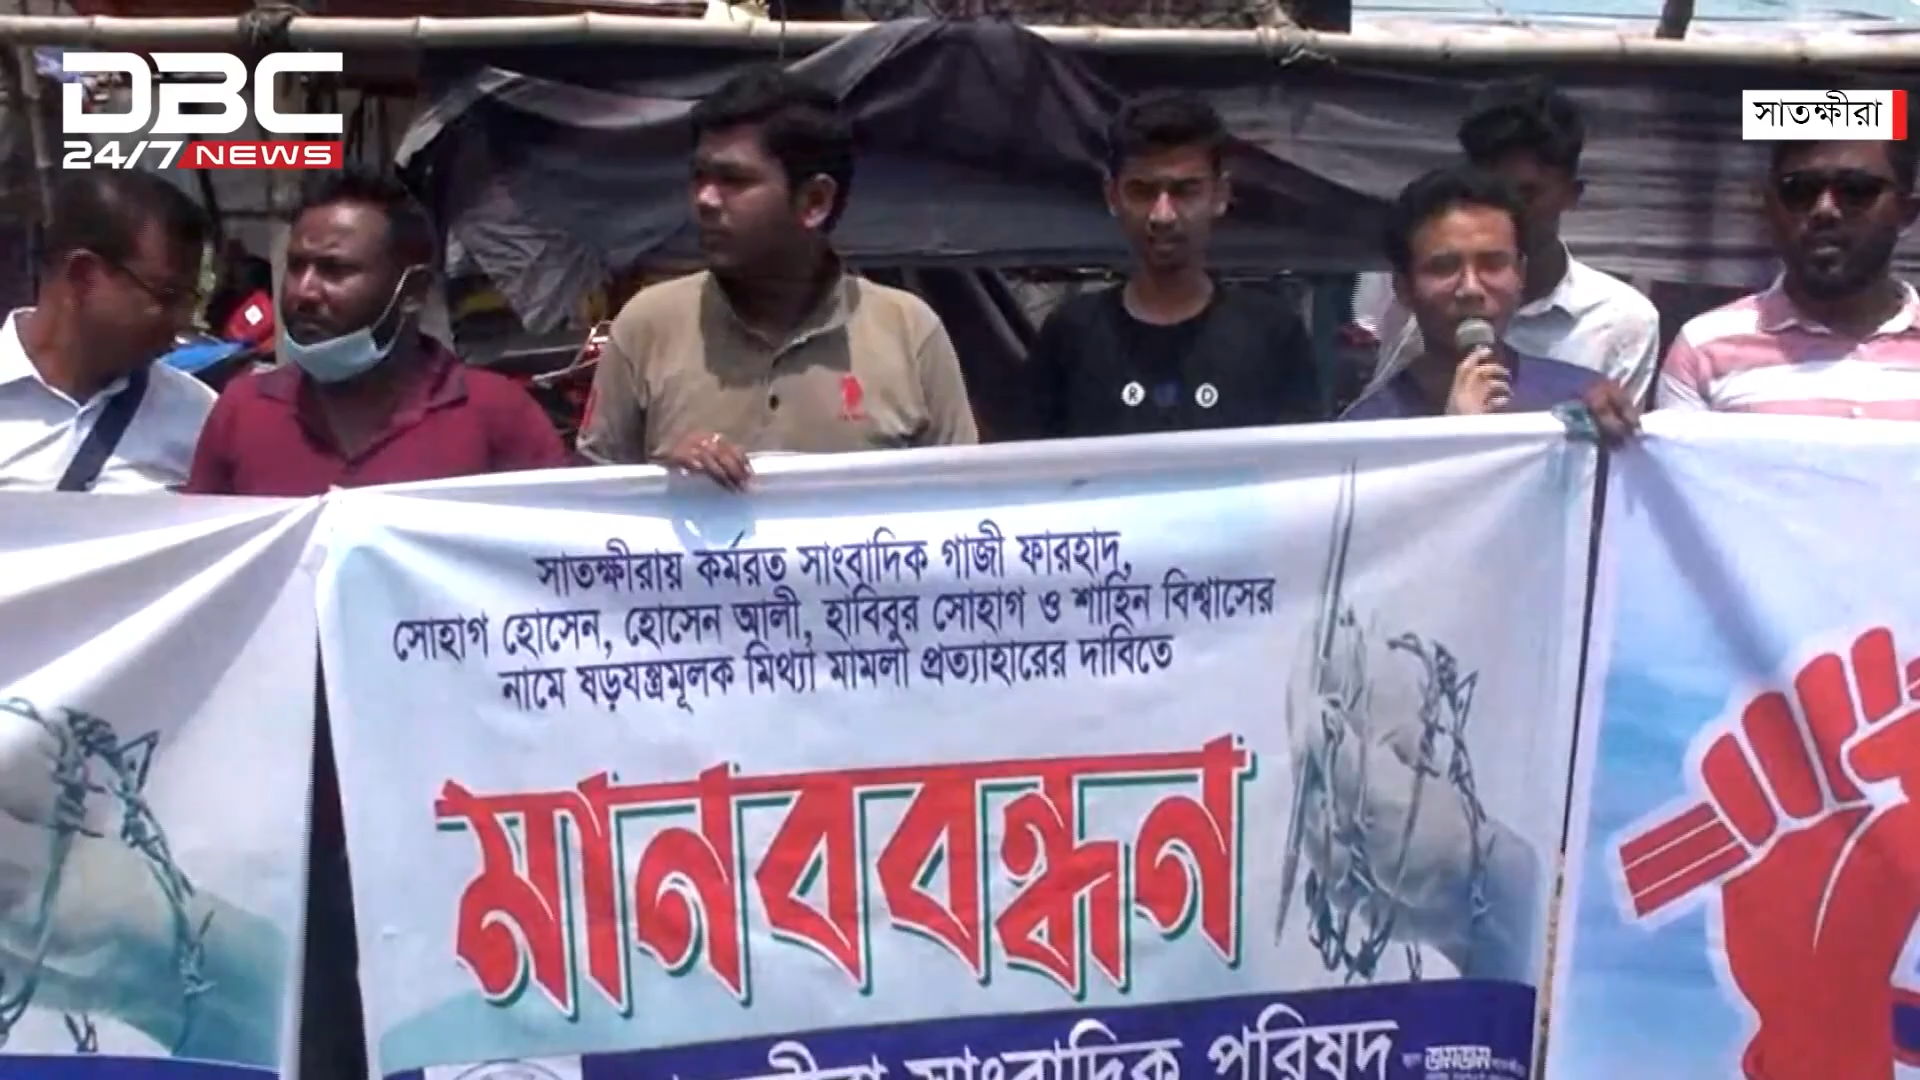 DBC
24/7 NEWS
সাতক্ষীরা
R D
সাতক্ষীরায় কর্মরত সাংবাদিক গাজী ফারহাদ,
সোহাগ হোসেন, হোসেন আলী, হাবিবুর সোহাগ ও শাহিন বিশ্বাসের
নামে ষড়যন্ত্রমূলক মিথ্যা মামলা প্রত্যাহারের দাবিতে
মানববন্ধন
সাংবাদিক পরিষদ